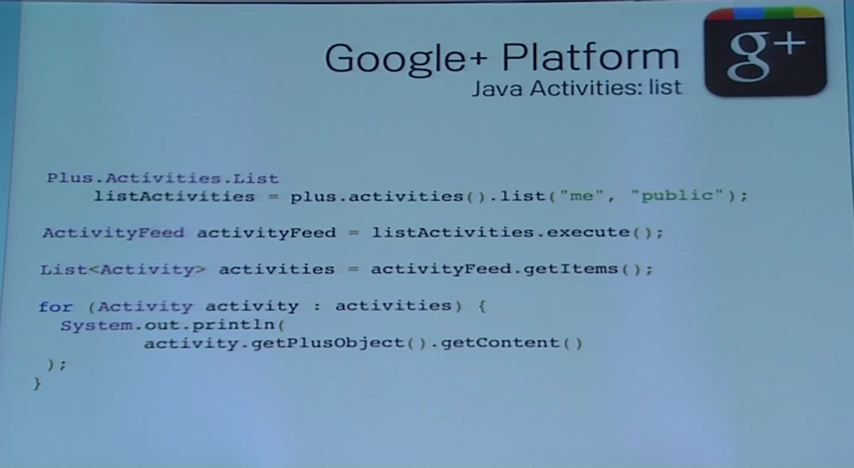 Google+ Platform
Java Activities: list
g+
Plus.Activities.List
listActivities = plus.activities().list("me", "public");
ActivityFeed activityFeed = listActivities.execute();
List<Activity> activities = activityFeed.getItems();
for (Activity activity : activities) {
System.out.println(
activity.getPlusObject().getContent()
);
}